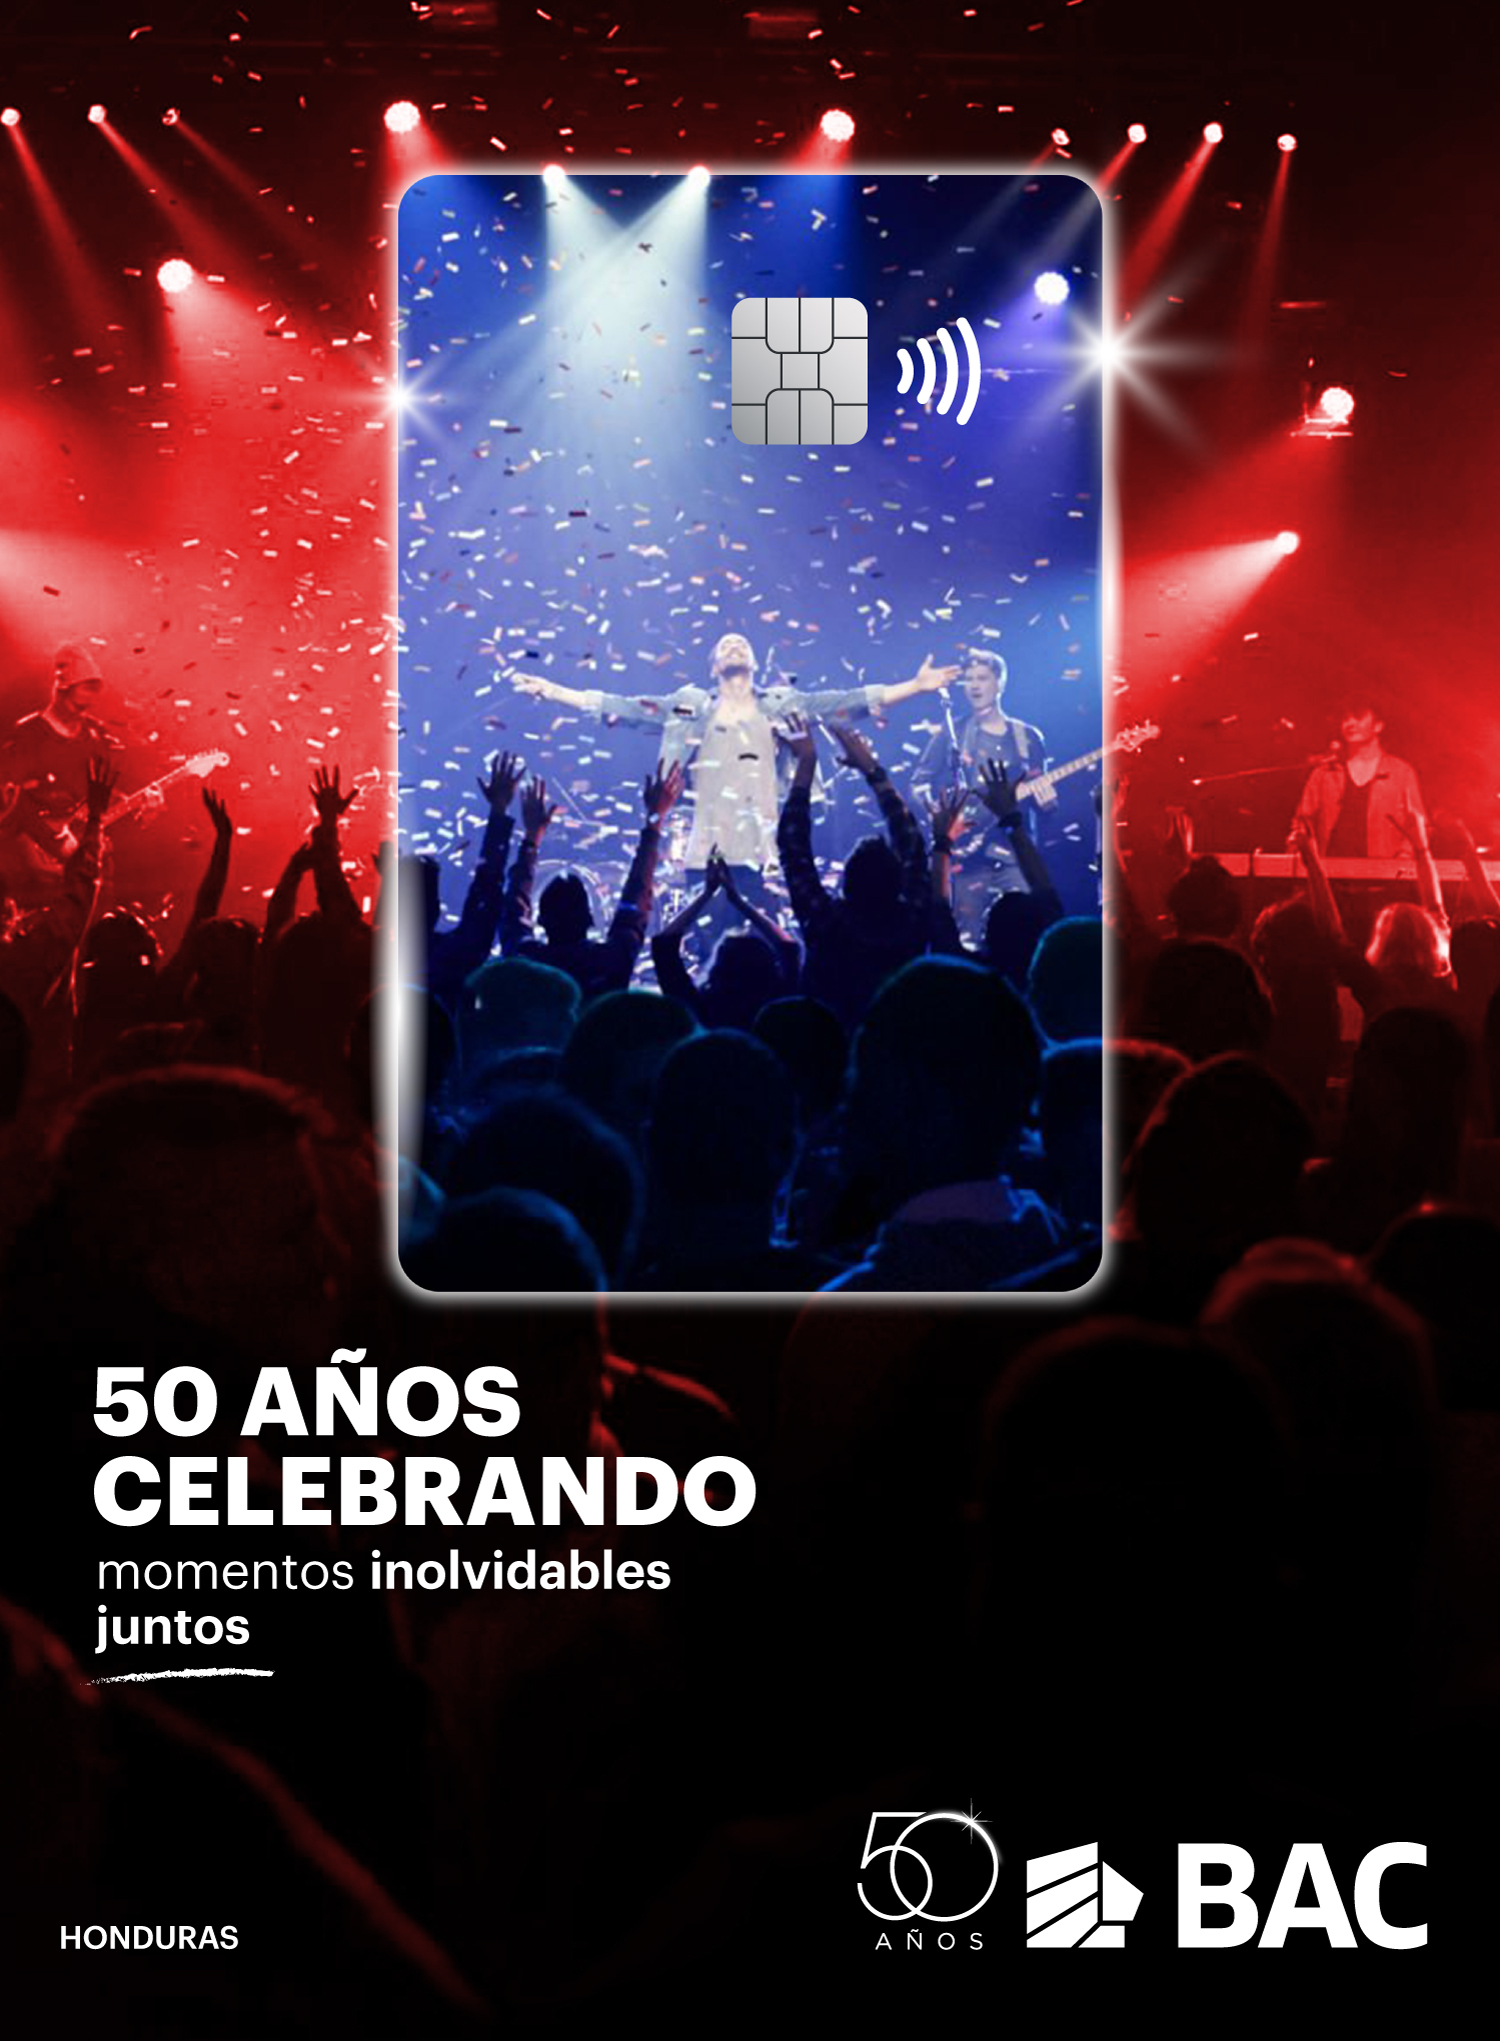 50 AÑOS
CELEBRANDO
momentos inolvidables
juntos
HONDURAS
50
AÑOS
BAC